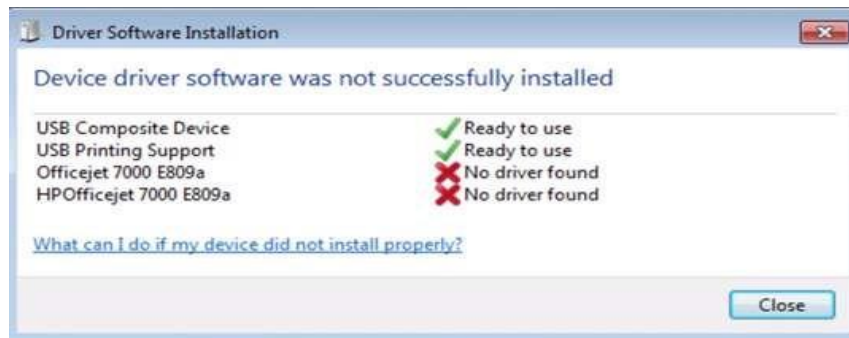 Driver Software Installation
Device driver software was not successfully installed
USB Composite Device Ready to use
USB Printing Support Ready to use
Officejet 7000 E809a No driver found
HPOfficejet 7000 E809a No driver found
What can I do if my device did not install properly?
Close